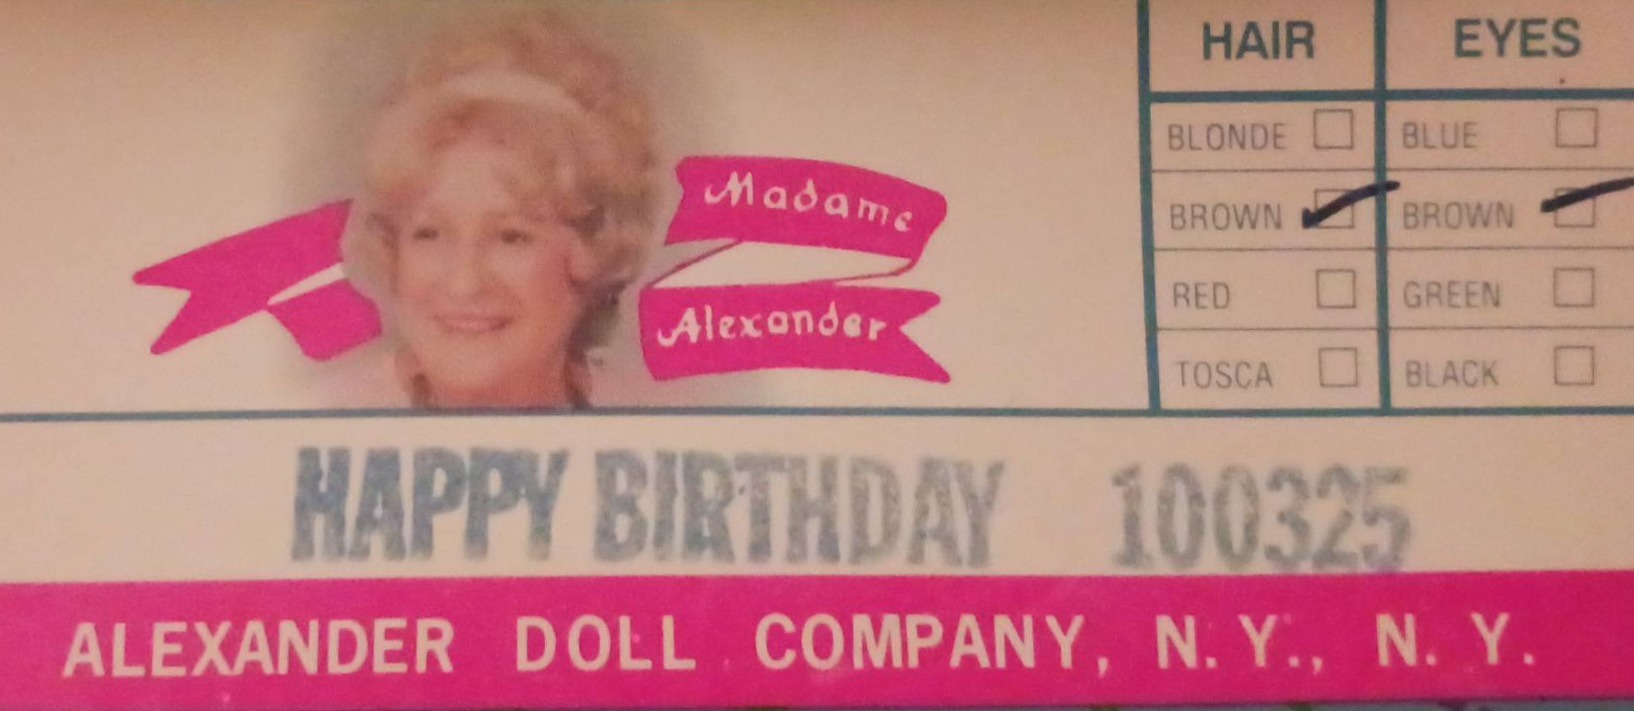 Madame
Alexander
HAIR EYES
BLONDE BLUE
BROWN BROWN
RED GREEN
TOSCA BLACK
HAPPY BIRTHDAY 100325
ALEXANDER DOLL COMPANY, N. Y., N. Y.